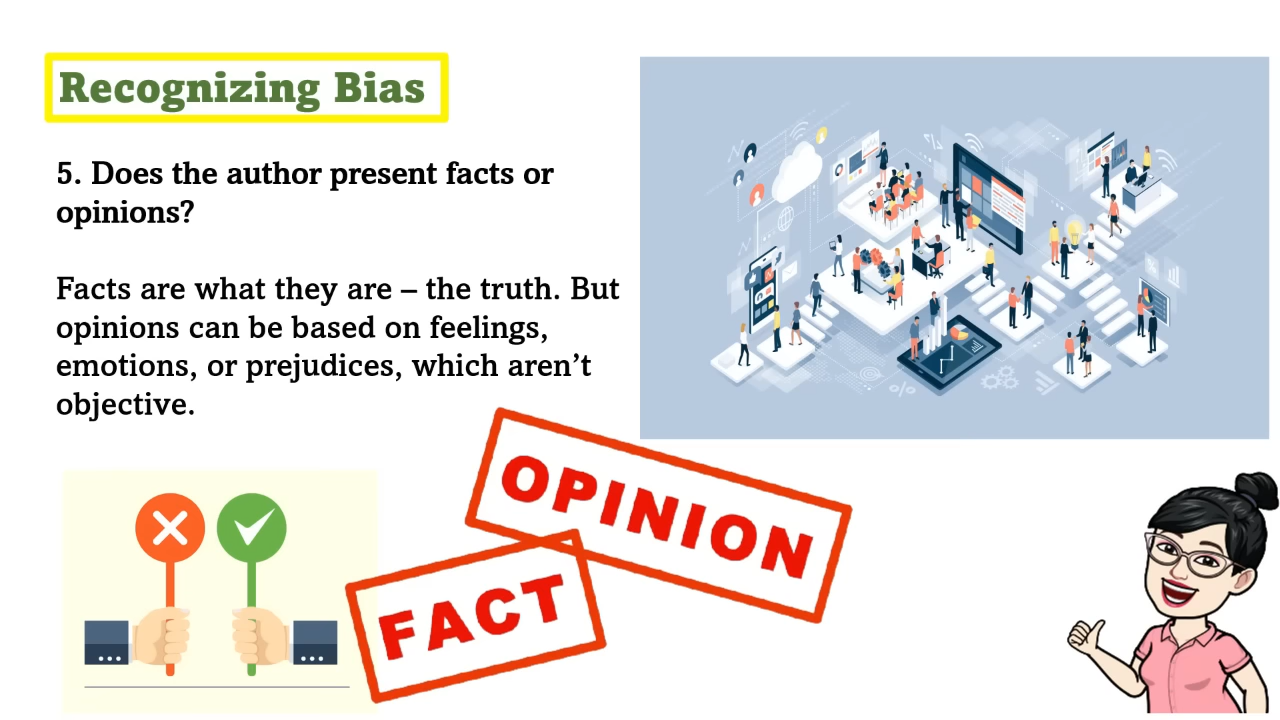 Recognizing Bias
5. Does the author present facts or
opinions?
Facts are what they are – the truth. But
opinions can be based on feelings,
emotions, or prejudices, which aren’t
objective.
OPINION
FACT